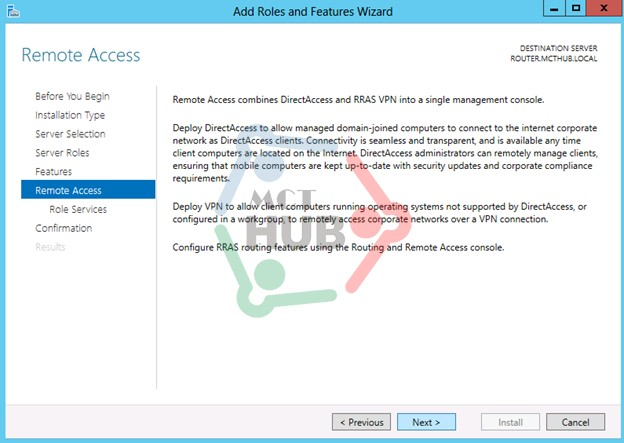 Add Roles and Features Wizard
Remote Access
DESTINATION SERVER
ROUTER.MCTHUB.LOCAL
Before You Begin
Installation Type
Server Selection
Server Roles
Features
Remote Access
Role Services
Confirmation
Results
Remote Access combines DirectAccess and RRAS VPN into a single management console.
Deploy DirectAccess to allow managed domain-joined computers to connect to the internet corporate
network as DirectAccess clients. Connectivity is seamless and transparent, and is available any time
client computers are located on the Internet. DirectAccess administrators can remotely manage clients,
ensuring that mobile computers are kept up-to-date with security updates and corporate compliance
requirements.
Deploy VPN to allow client computers running operating systems not supported by DirectAccess, or
configured in a workgroup, to remotely access corporate networks over a VPN connection.
Configure RRAS routing features using the Routing and Remote Access console.
MCT
HUB
< Previous
Next >
Install
Cancel